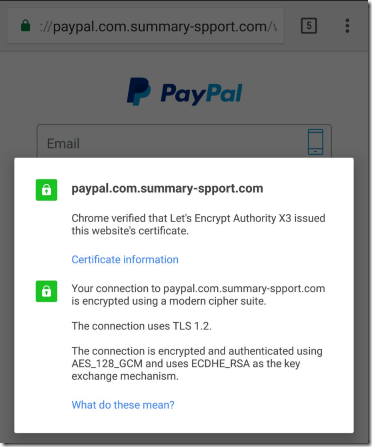 ://paypal.com.summary-spport.com/
5
PayPal
Email
paypal.com.summary-spport.com
Chrome verified that Let's Encrypt Authority X3 issued
this website's certificate.
Certificate information
Your connection to paypal.com.summary-spport.com
is encrypted using a modern cipher suite.
The connection uses TLS 1.2.
The connection is encrypted and authenticated using
AES_128_GCM and uses ECDHE_RSA as the key
exchange mechanism.
What do these mean?